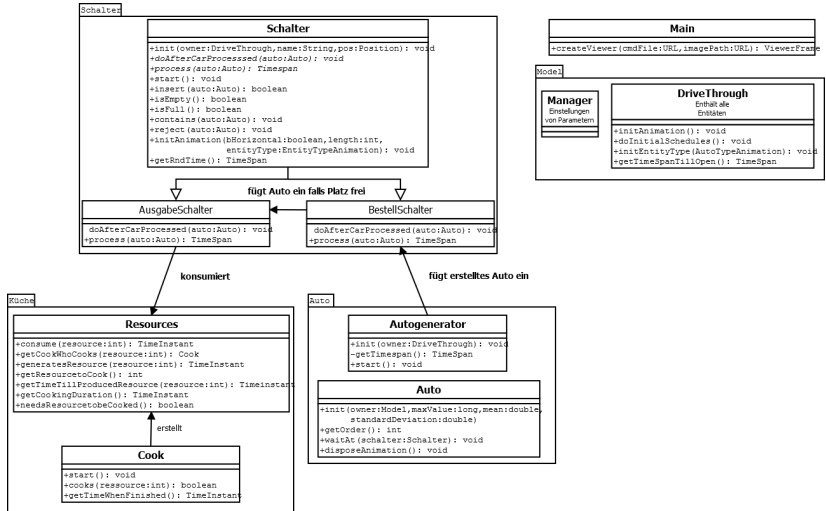 Schalter
Schalter
+init(owner:DriveThrough,name:String,pos:Position): void
+doAfterCarProcesssed(auto:Auto): void
+process(auto:Auto): Timespan
+start(): void
+insert(auto:Auto): boolean
+isEmpty(): boolean
+isFull(): boolean
+contains(auto:Auto): void
+reject(auto:Auto): void
+initAnimation(bHorizontal:boolean,length:int,
entityType:EntityTypeAnimation): void
+getRndTime(): TimeSpan
fügt Auto ein falls Platz frei
AusgabeSchalter
doAfterCarProcessed(auto:Auto): void
+process(auto:Auto): TimeSpan
BestellSchalter
doAfterCarProcessed(auto:Auto): void
+process(auto:Auto): TimeSpan
Main
+createViewer(cmdFile:URL,imagePath:URL): ViewerFrame
Model
Manager
Einstellungen
von Parametern
DriveThrough
Enthält alle
Entitäten
+initAnimation(): void
+doInitialSchedules(): void
+initEntityType(AutoTypeAnimation): void
+getTimeSpanTillOpen(): TimeSpan
konsumiert
fügt erstelltes Auto ein
Küche
Resources
+consume(resource:int): TimeInstant
+getCookWhoCooks(resource:int): Cook
+generatesResource(resource:int): TimeInstant
+getResourcetoCook(): int
+getTimeTillProducedResource(resource:int): Timeinstant
+getCookingDuration(): TimeInstant
+needsResourcetobeCooked(): boolean
erstellt
Cook
+start(): void
+cooks(ressource:int): boolean
+getTimeWhenFinished(): TimeInstant
Auto
Autogenerator
+init(owner:DriveThrough): void
-getTimespan(): TimeSpan
+start(): void
Auto
+init(owner:Model,maxValue:long,mean:double,
standardDeviation:double)
+getOrder(): int
+waitAt(schalter:Schalter): void
+disposeAnimation(): void